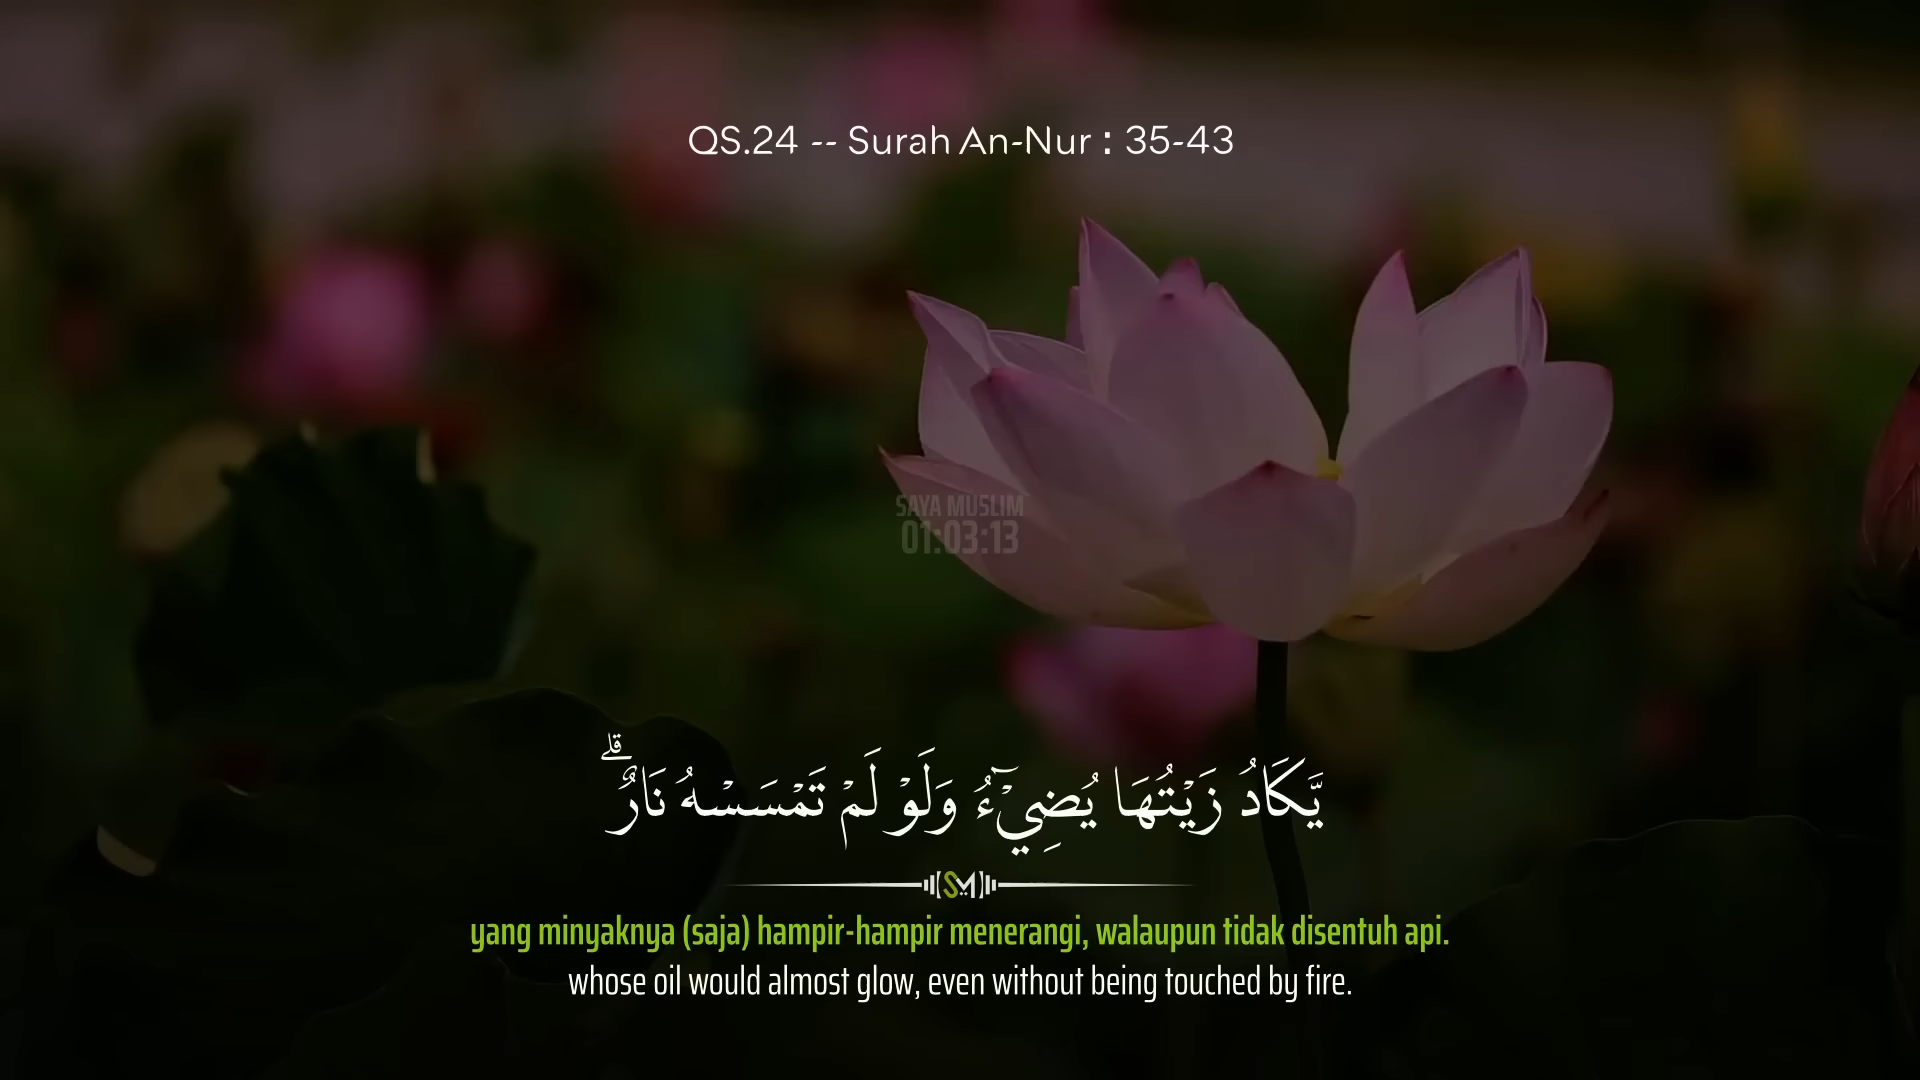 QS.24 -- Surah An-Nur : 35-43
SAYA MUSLIM
01:03:13
يَّكَادُ زَيْتُهَا يُضِيْۤءُ وَلَوْ لَمْ تَمْسَسْهُ نَارٌۗ
SM
yang minyaknya (saja) hampir-hampir menerangi, walaupun tidak disentuh api.
whose oil would almost glow, even without being touched by fire.